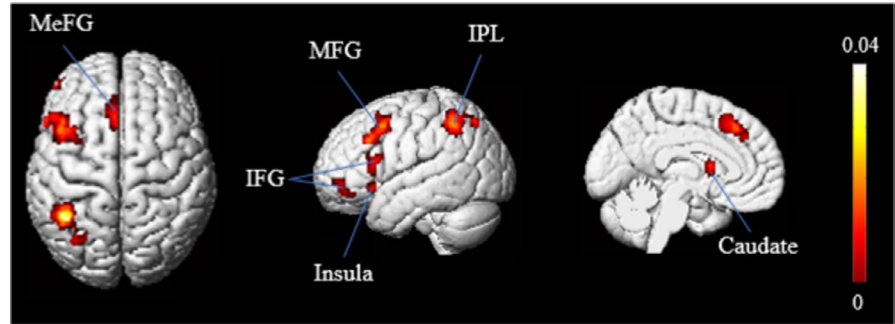 MeFG
MFG
IPL
0.04
IFG
Insula
Caudate
0